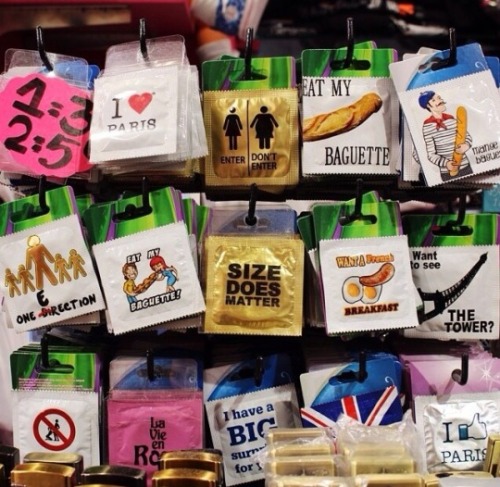 1=3
2=5
I ♥
PARIS
ENTER
DON'T
ENTER
EAT MY
BAGUETTE
ONE DIRECTION
EAT MY
BAGUETTE?
SIZE
DOES
MATTER
WANT A French
BREAKFAST
Want
to see
THE
TOWER?
La
Vie
en
I have a
BIG
for
I
PARIS